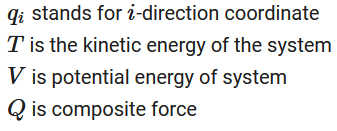 qᵢ stands for i-direction coordinate
T is the kinetic energy of the system
V is potential energy of system
Q is composite force